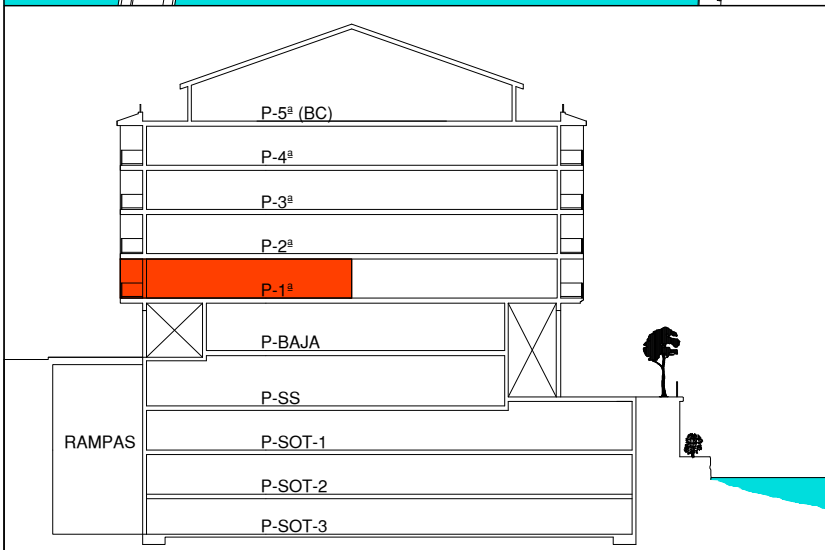 P-5ª (BC)
P-4ª
P-3ª
P-2ª
P-1ª
P-BAJA
P-SS
RAMPAS
P-SOT-1
P-SOT-2
P-SOT-3